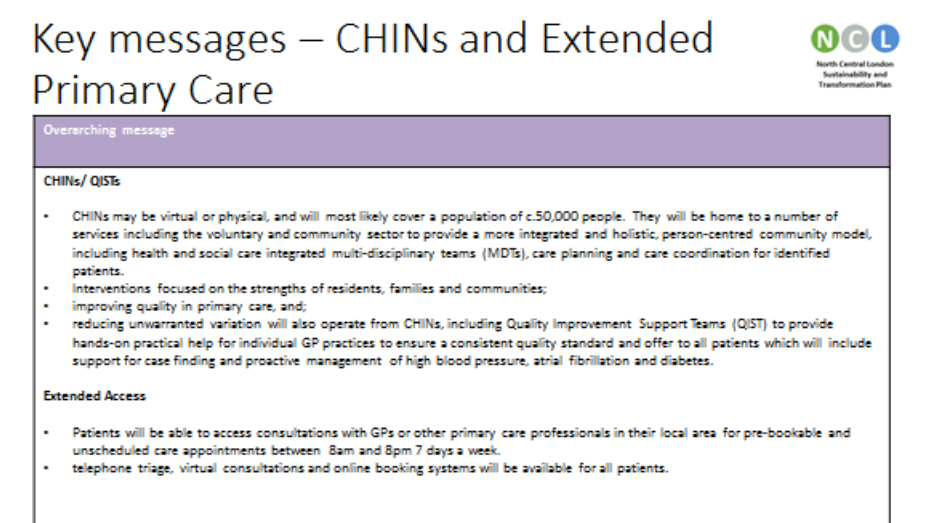 Key messages – CHINs and Extended
Primary Care
NCL
North Central London
Sustainability and
Transformation Plan
Overarching message
CHINs/ QISTs
• CHINs may be virtual or physical, and will most likely cover a population of c.50,000 people. They will be home to a number of
services including the voluntary and community sector to provide a more integrated and holistic, person-centred community model,
including health and social care integrated multi-disciplinary teams (MDTs), care planning and care coordination for identified
patients.
• Interventions focused on the strengths of residents, families and communities;
• improving quality in primary care, and;
• reducing unwarranted variation will also operate from CHINs, including Quality Improvement Support Teams (QIST) to provide
hands-on practical help for individual GP practices to ensure a consistent quality standard and offer to all patients which will include
support for case finding and proactive management of high blood pressure, atrial fibrillation and diabetes.
Extended Access
• Patients will be able to access consultations with GPs or other primary care professionals in their local area for pre-bookable and
unscheduled care appointments between 8am and 8pm 7 days a week.
• telephone triage, virtual consultations and online booking systems will be available for all patients.